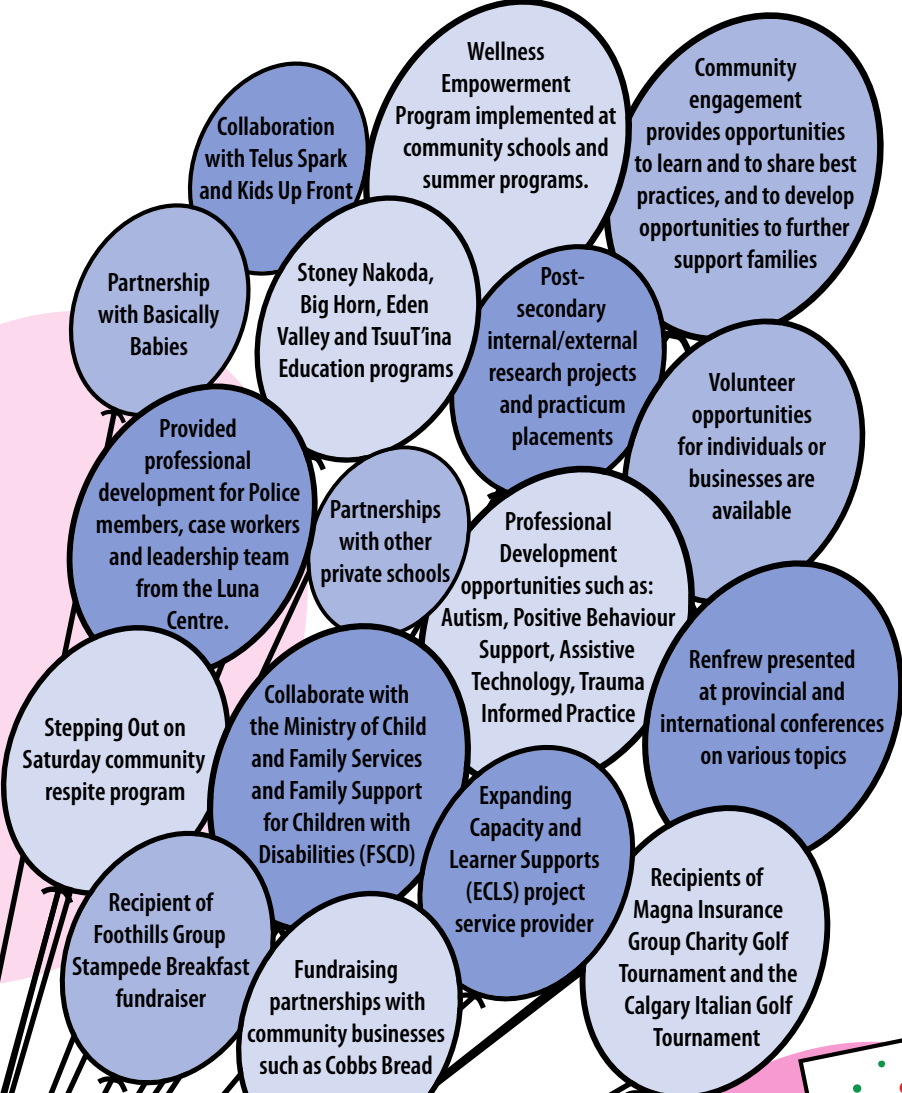 Wellness
Empowerment
Program implemented at
community schools and
summer programs.
Community
engagement
provides opportunities
to learn and to share best
practices, and to develop
opportunities to further
support families
Collaboration
with Telus Spark
and Kids Up Front
Partnership
with Basically
Babies
Stoney Nakoda,
Big Horn, Eden
Valley and TsuuT’ina
Education programs
Post-
secondary
internal/external
research projects
and practicum
placements
Volunteer
opportunities
for individuals or
businesses are
available
Provided
professional
development for Police
members, case workers
and leadership team
from the Luna
Centre.
Partnerships
with other
private schools
Professional
Development
opportunities such as:
Autism, Positive Behaviour
Support, Assistive
Technology, Trauma
Informed Practice
Renfrew presented
at provincial and
international conferences
on various topics
Stepping Out on
Saturday community
respite program
Collaborate with
the Ministry of Child
and Family Services
and Family Support
for Children with
Disabilities (FSCD)
Expanding
Capacity and
Learner Supports
(ECLS) project
service provider
Recipients of
Magna Insurance
Group Charity Golf
Tournament and the
Calgary Italian Golf
Tournament
Recipient of
Foothills Group
Stampede Breakfast
fundraiser
Fundraising
partnerships with
community businesses
such as Cobbs Bread